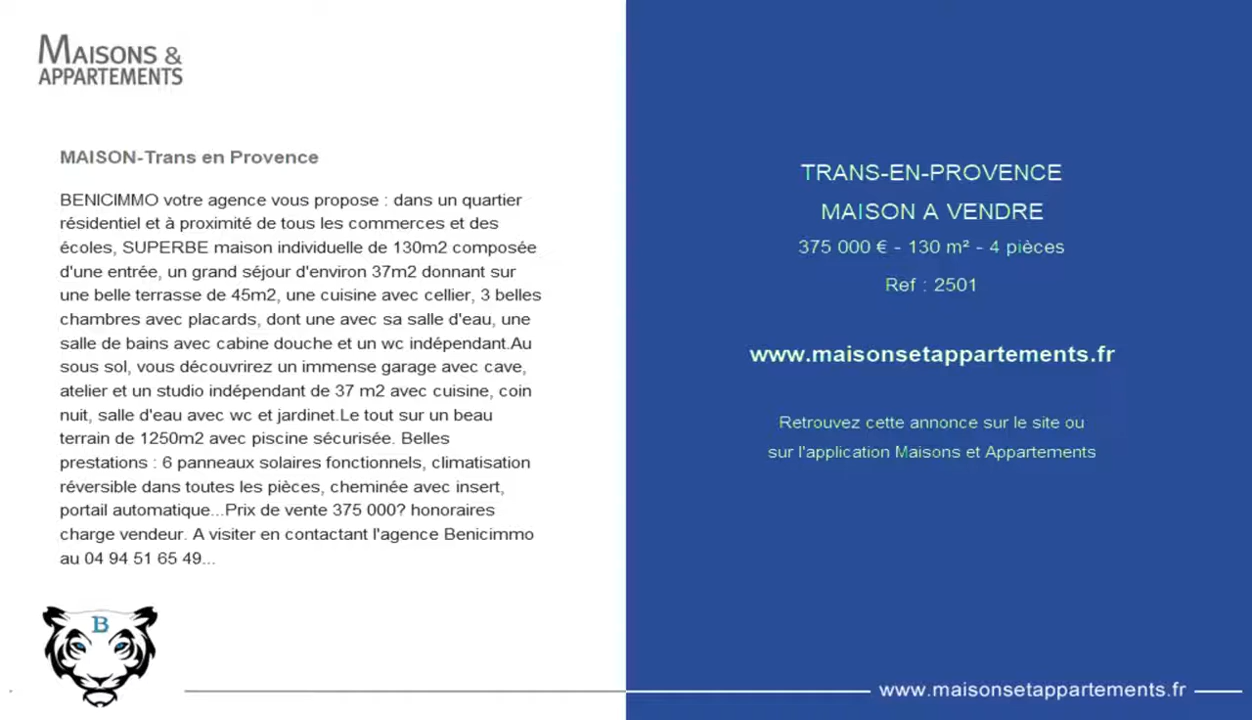 MAISONS &
APPARTEMENTS
MAISON-Trans en Provence
BENICIMMO votre agence vous propose : dans un quartier
résidentiel et à proximité de tous les commerces et des
écoles, SUPERBE maison individuelle de 130m2 composée
d'une entrée, un grand séjour d'environ 37m2 donnant sur
une belle terrasse de 45m2, une cuisine avec cellier, 3 belles
chambres avec placards, dont une avec sa salle d'eau, une
salle de bains avec cabine douche et un wc indépendant.Au
sous sol, vous découvrirez un immense garage avec cave,
atelier et un studio indépendant de 37 m2 avec cuisine, coin
nuit, salle d'eau avec wc et jardinet.Le tout sur un beau
terrain de 1250m2 avec piscine sécurisée. Belles
prestations : 6 panneaux solaires fonctionnels, climatisation
réversible dans toutes les pièces, cheminée avec insert,
portail automatique...Prix de vente 375 000? honoraires
charge vendeur. A visiter en contactant l'agence Benicimmo
au 04 94 51 65 49...
B
TRANS-EN-PROVENCE
MAISON A VENDRE
375 000 € - 130 m² - 4 pièces
Ref : 2501
www.maisonsetappartements.fr
Retrouvez cette annonce sur le site ou
sur l'application Maisons et Appartements
www.maisonsetappartements.fr